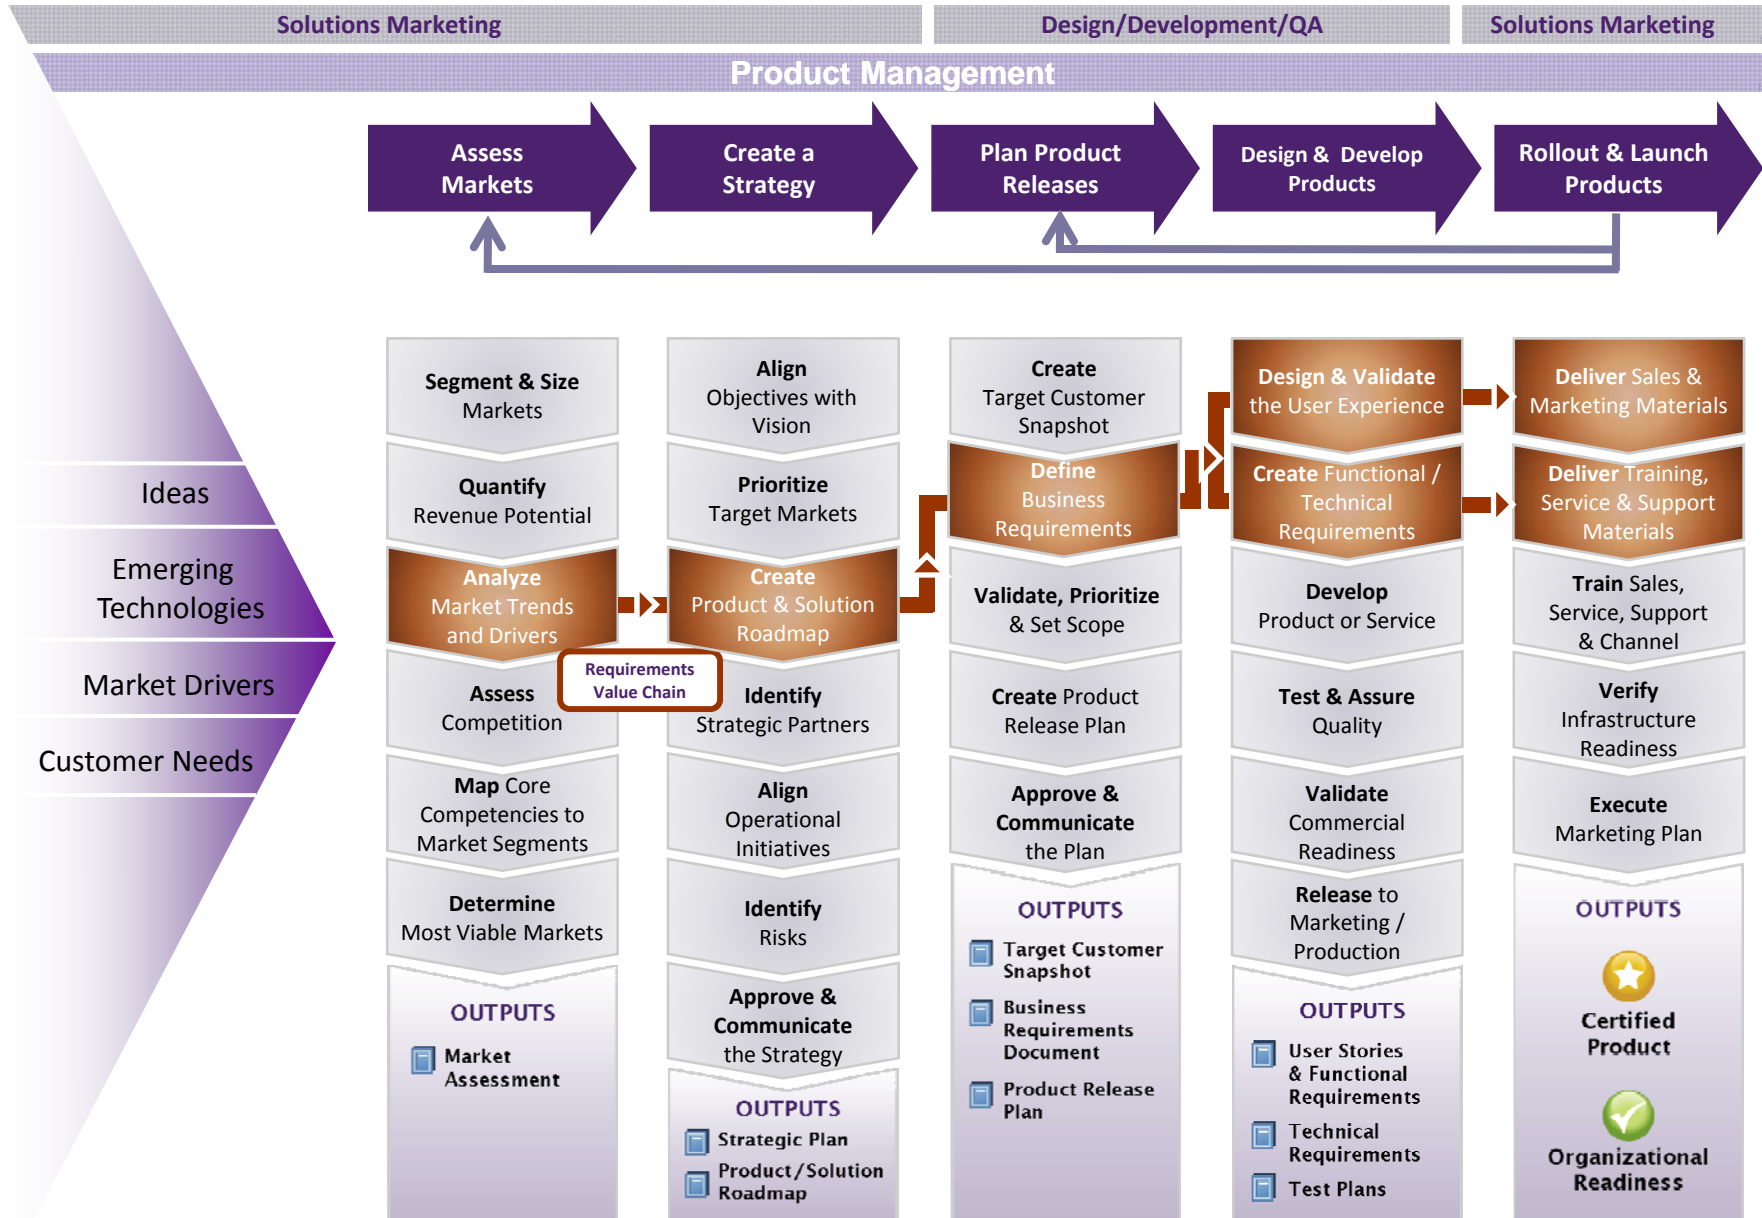 Solutions Marketing
Design/Development/QA
Solutions Marketing
Product Management
Assess
Markets
Create a
Strategy
Plan Product
Releases
Design & Develop
Products
Rollout & Launch
Products
Ideas
Emerging
Technologies
Market Drivers
Customer Needs
Segment & Size
Markets
Quantify
Revenue Potential
Analyze
Market Trends
and Drivers
Requirements
Value Chain
Assess
Competition
Map Core
Competencies to
Market Segments
Determine
Most Viable Markets
OUTPUTS
Market
Assessment
Align
Objectives with
Vision
Prioritize
Target Markets
Create
Product & Solution
Roadmap
Identify
Strategic Partners
Align
Operational
Initiatives
Identify
Risks
Approve &
Communicate
the Strategy
OUTPUTS
Strategic Plan
Product/Solution
Roadmap
Create
Target Customer
Snapshot
Define
Business
Requirements
Validate, Prioritize
& Set Scope
Create Product
Release Plan
Approve &
Communicate
the Plan
OUTPUTS
Target Customer
Snapshot
Business
Requirements
Document
Product Release
Plan
Design & Validate
the User Experience
Create Functional /
Technical
Requirements
Develop
Product or Service
Test & Assure
Quality
Validate
Commercial
Readiness
Release to
Marketing /
Production
OUTPUTS
User Stories
& Functional
Requirements
Technical
Requirements
Test Plans
Deliver Sales &
Marketing Materials
Deliver Training,
Service & Support
Materials
Train Sales,
Service, Support
& Channel
Verify
Infrastructure
Readiness
Execute
Marketing Plan
OUTPUTS
Certified
Product
Organizational
Readiness